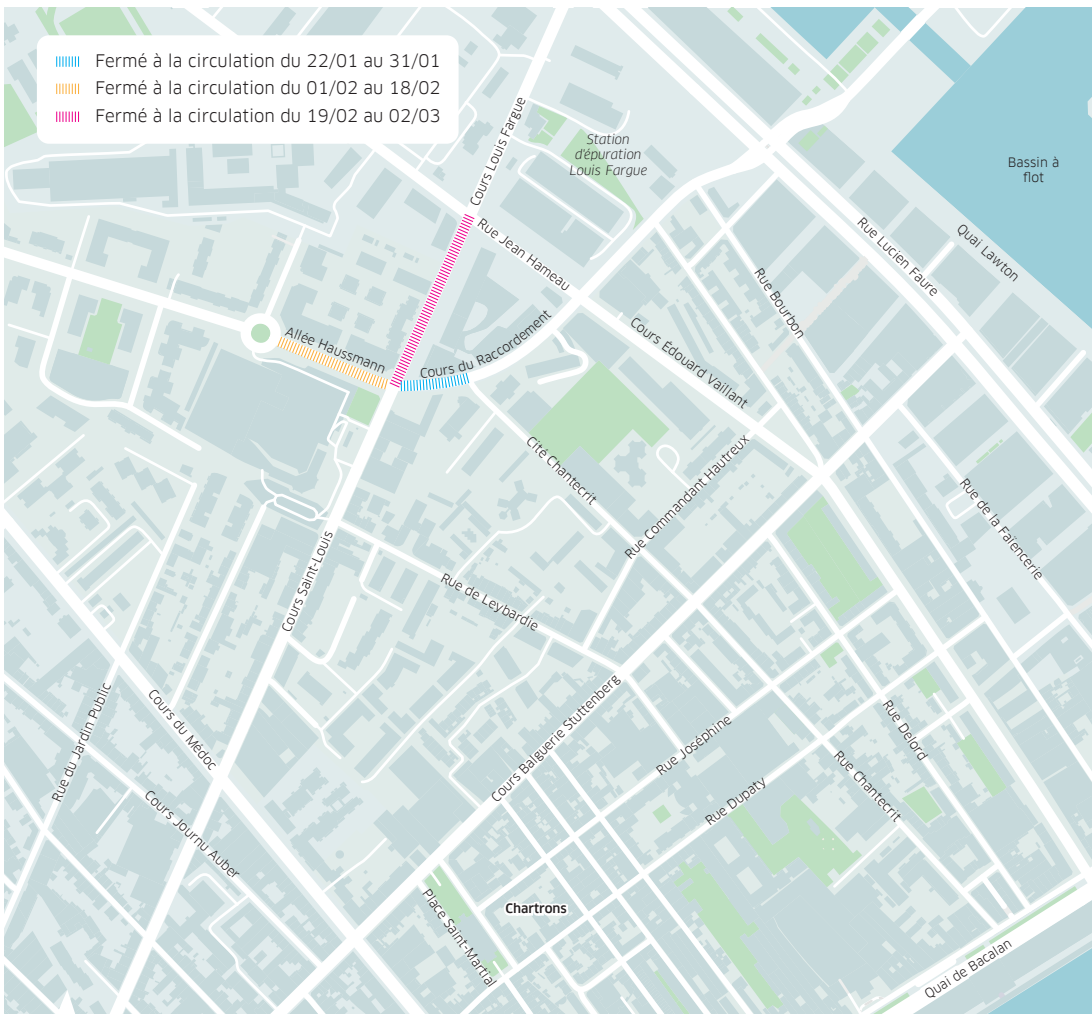 Fermé à la circulation du 22/01 au 31/01
Fermé à la circulation du 01/02 au 18/02
Fermé à la circulation du 19/02 au 02/03
Cours Louis Fargue
Station
d'épuration
Louis Fargue
Bassin à
flot
Rue Jean Hameau
Rue Lucien Faure
Quai Lawton
Rue Bourbon
Allée Haussmann
Cours du Raccordement
Cours Édouard Vaillant
Cité Chantecrit
Rue Commandant Hautreux
Rue de la Faïencerie
Cours Saint-Louis
Rue de Leybardie
Rue du Jardin Public
Cours du Médoc
Cours Balguerie Stuttenberg
Rue Joséphine
Rue Delord
Cours Journu Auber
Rue Dupaty
Rue Chantecrit
Place Saint-Martial
Chartrons
Quai de Bacalan